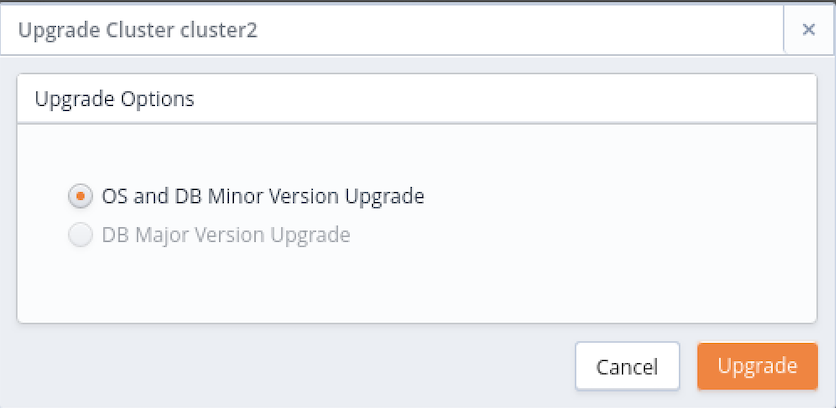 Upgrade Cluster cluster2
Upgrade Options
OS and DB Minor Version Upgrade
DB Major Version Upgrade
Cancel Upgrade